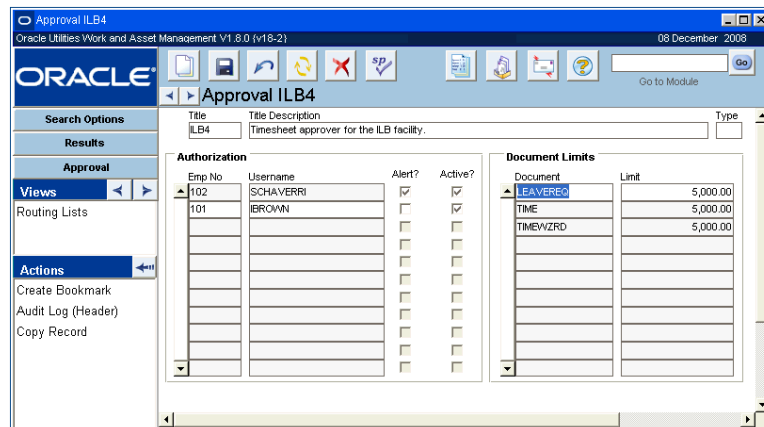 Approval ILB4
Oracle Utilities Work and Asset Management V1.8.0 (v18-2) 08 December 2008
ORACLE
sp
Go
Go to Module
Approval ILB4
Search Options
Results
Approval
Views
Routing Lists
Actions
Create Bookmark
Audit Log (Header)
Copy Record
Title Title Description Type
ILB4 Timesheet approver for the ILB facility.
Authorization
Emp No Username Alert? Active?
102 SCHAVERRI
101 IBROWN
Document Limits
Document Limit
LEAVEREQ 5,000.00
TIME 5,000.00
TIMEWZRD 5,000.00